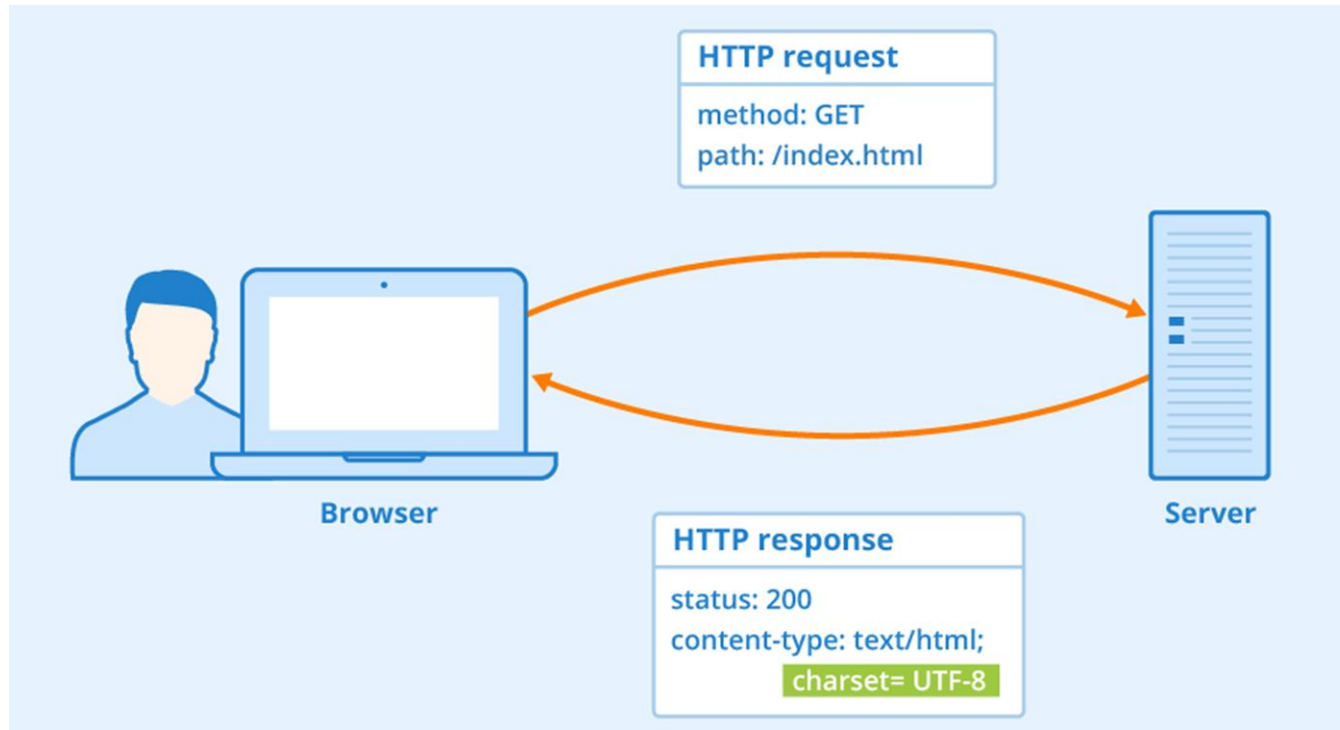 HTTP request
method: GET
path: /index.html
Browser
Server
HTTP response
status: 200
content-type: text/html;
charset= UTF-8